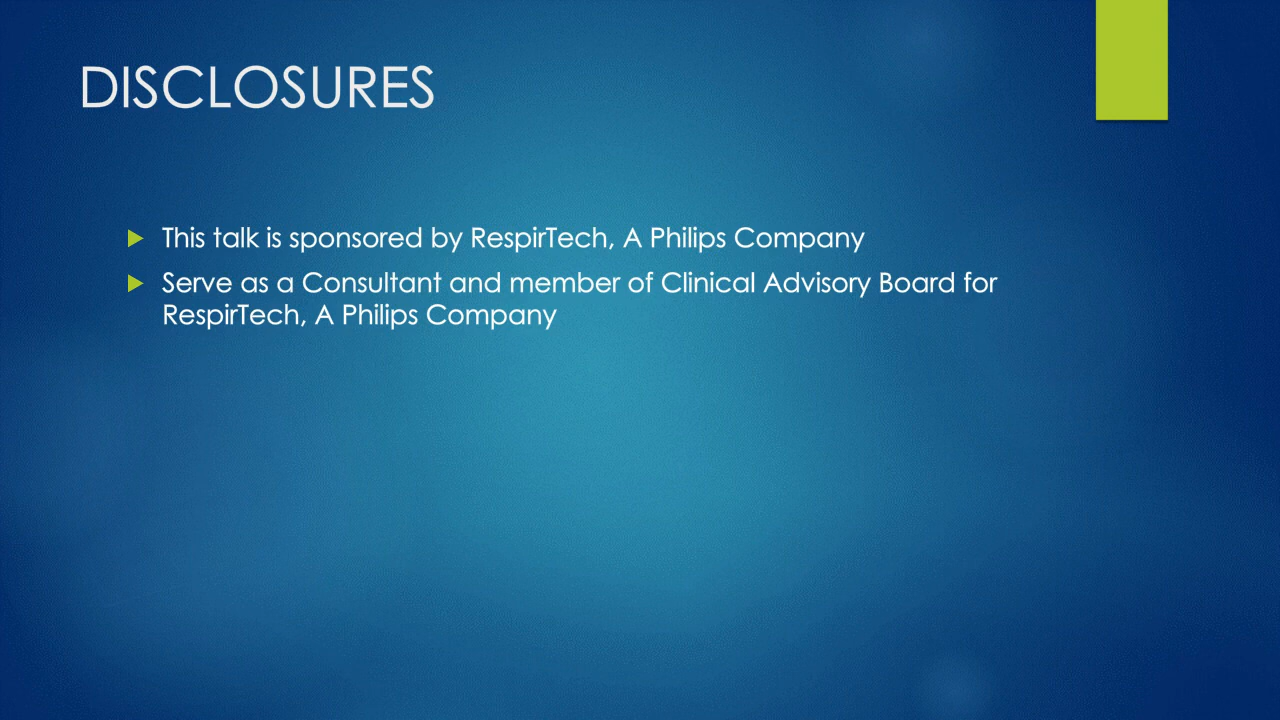 DISCLOSURES
This talk is sponsored by RespirTech, A Philips Company
Serve as a Consultant and member of Clinical Advisory Board for
RespirTech, A Philips Company